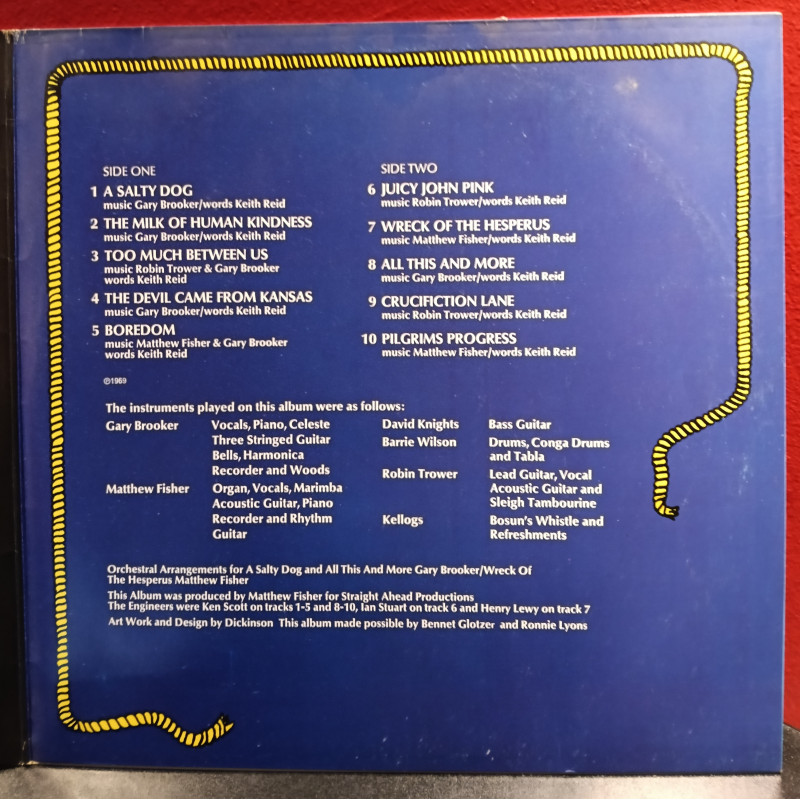 SIDE ONE
1 A SALTY DOG
music Gary Brooker/words Keith Reid
2 THE MILK OF HUMAN KINDNESS
music Gary Brooker/words Keith Reid
3 TOO MUCH BETWEEN US
music Robin Trower & Gary Brooker
words Keith Reid
4 THE DEVIL CAME FROM KANSAS
music Gary Brooker/words Keith Reid
5 BOREDOM
music Matthew Fisher & Gary Brooker
words Keith Reid
℗1969
SIDE TWO
6 JUICY JOHN PINK
music Robin Trower/words Keith Reid
7 WRECK OF THE HESPERUS
music Matthew Fisher/words Keith Reid
8 ALL THIS AND MORE
music Gary Brooker/words Keith Reid
9 CRUCIFICTION LANE
music Robin Trower/words Keith Reid
10 PILGRIMS PROGRESS
music Matthew Fisher/words Keith Reid
The instruments played on this album were as follows:
Gary Brooker Vocals, Piano, Celeste
Three Stringed Guitar
Bells, Harmonica
Recorder and Woods
Matthew Fisher Organ, Vocals, Marimba
Acoustic Guitar, Piano
Recorder and Rhythm
Guitar
David Knights Bass Guitar
Barrie Wilson Drums, Conga Drums
and Tabla
Robin Trower Lead Guitar, Vocal
Acoustic Guitar and
Sleigh Tambourine
Kellogs Bosun's Whistle and
Refreshments
Orchestral Arrangements for A Salty Dog and All This And More Gary Brooker/Wreck Of
The Hesperus Matthew Fisher
This Album was produced by Matthew Fisher for Straight Ahead Productions
The Engineers were Ken Scott on tracks 1-5 and 8-10, Ian Stuart on track 6 and Henry Lewy on track 7
Art Work and Design by Dickinson This album made possible by Bennet Glotzer and Ronnie Lyons